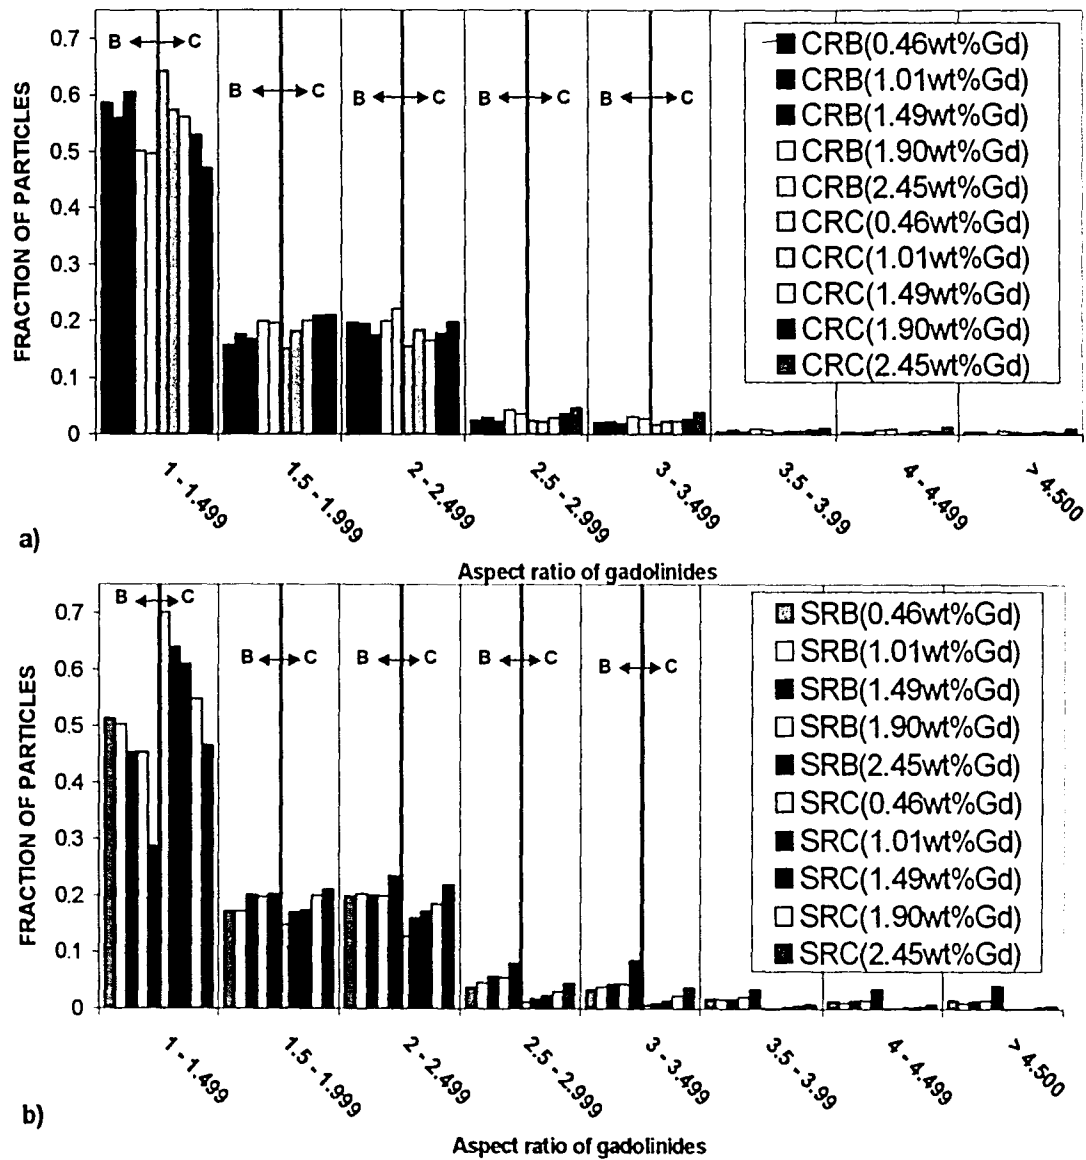 0.7
0.6
0.5
0.4
0.3
0.2
0.1
0
FRACTION OF PARTICLES
B C
B C
B C
B C
B C
CRB(0.46wt%Gd)
CRB(1.01wt%Gd)
CRB(1.49wt%Gd)
CRB(1.90wt%Gd)
CRB(2.45wt%Gd)
CRC(0.46wt%Gd)
CRC(1.01wt%Gd)
CRC(1.49wt%Gd)
CRC(1.90wt%Gd)
CRC(2.45wt%Gd)
1 - 1.499
1.5 - 1.999
2 - 2.499
2.5 - 2.999
3 - 3.499
3.5 - 3.99
4 - 4.499
> 4.500
a)
Aspect ratio of gadolinides
0.7
0.6
0.5
0.4
0.3
0.2
0.1
0
FRACTION OF PARTICLES
B C
B C
B C
B C
B C
SRB(0.46wt%Gd)
SRB(1.01wt%Gd)
SRB(1.49wt%Gd)
SRB(1.90wt%Gd)
SRB(2.45wt%Gd)
SRC(0.46wt%Gd)
SRC(1.01wt%Gd)
SRC(1.49wt%Gd)
SRC(1.90wt%Gd)
SRC(2.45wt%Gd)
1 - 1.499
1.5 - 1.999
2 - 2.499
2.5 - 2.999
3 - 3.499
3.5 - 3.99
4 - 4.499
> 4.500
b)
Aspect ratio of gadolinides